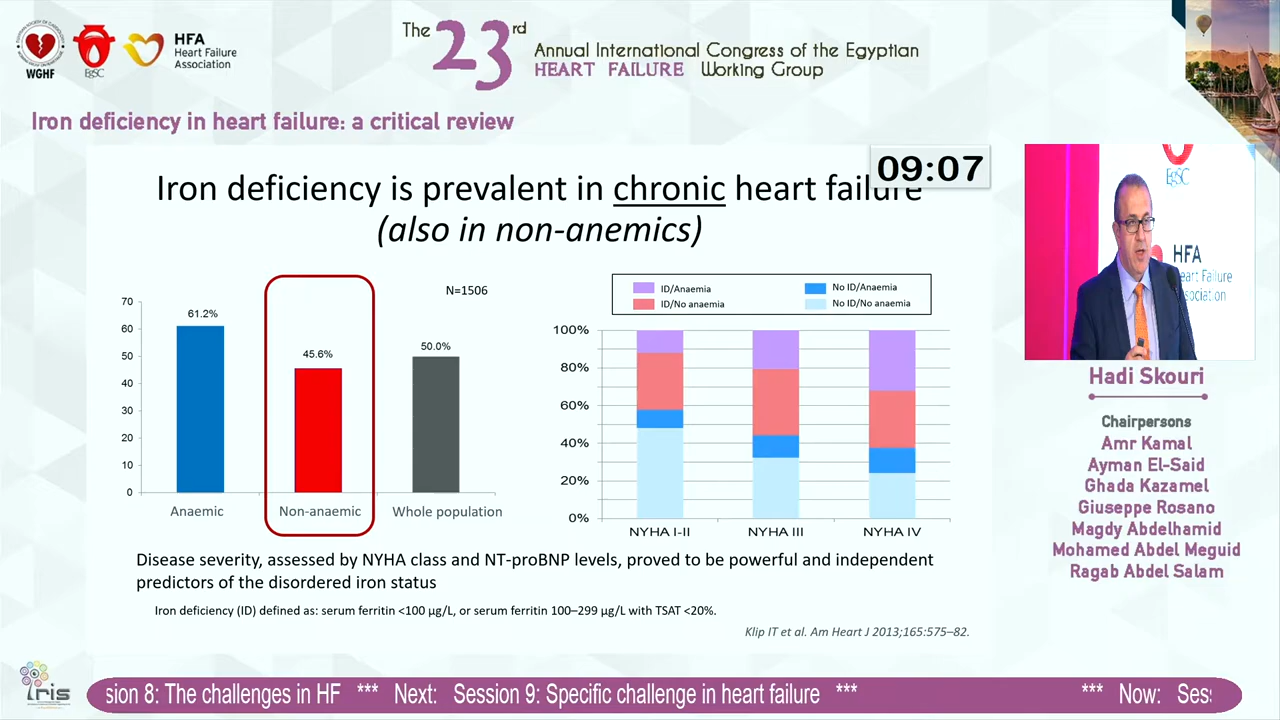 WGHF
EgSC
HFA
Heart Failure
Association
The 23rd
Annual International Congress of the Egyptian
HEART FAILURE Working Group
Iron deficiency in heart failure: a critical review
09:07
Iron deficiency is prevalent in chronic heart failure
(also in non-anemics)
N=1506
70
60
50
40
30
20
10
0
61.2%
45.6%
50.0%
Anaemic
Non-anaemic
Whole population
ID/Anaemia
No ID/Anaemia
ID/No anaemia
No ID/No anaemia
100%
80%
60%
40%
20%
0%
NYHA I-II
NYHA III
NYHA IV
Disease severity, assessed by NYHA class and NT-proBNP levels, proved to be powerful and independent
predictors of the disordered iron status
Iron deficiency (ID) defined as: serum ferritin <100 µg/L, or serum ferritin 100–299 µg/L with TSAT <20%.
Klip IT et al. Am Heart J 2013;165:575–82.
EgSC
HFA
eart Failure
sociation
Hadi Skouri
Chairpersons
Amr Kamal
Ayman El-Said
Ghada Kazamel
Giuseppe Rosano
Magdy Abdelhamid
Mohamed Abdel Meguid
Ragab Abdel Salam
iris
sion 8: The challenges in HF *** Next: Session 9: Specific challenge in heart failure *** *** Now: Ses